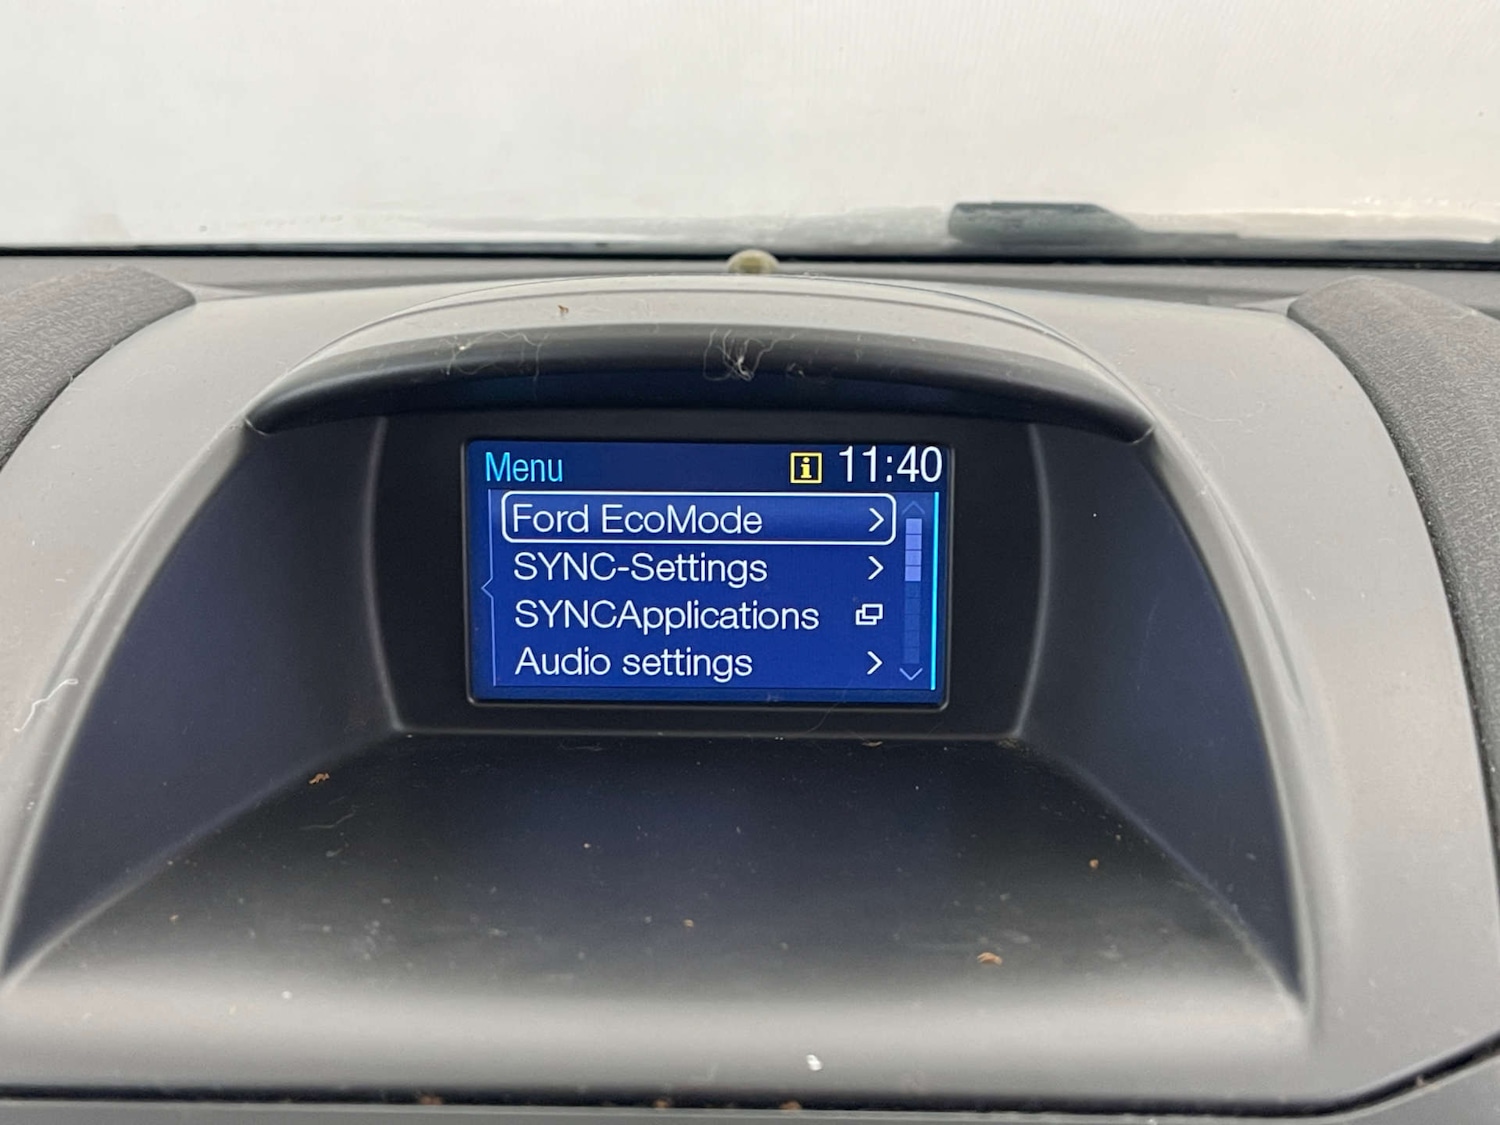 Menu i 11:40
Ford EcoMode
SYNC-Settings
SYNCApplications
Audio settings